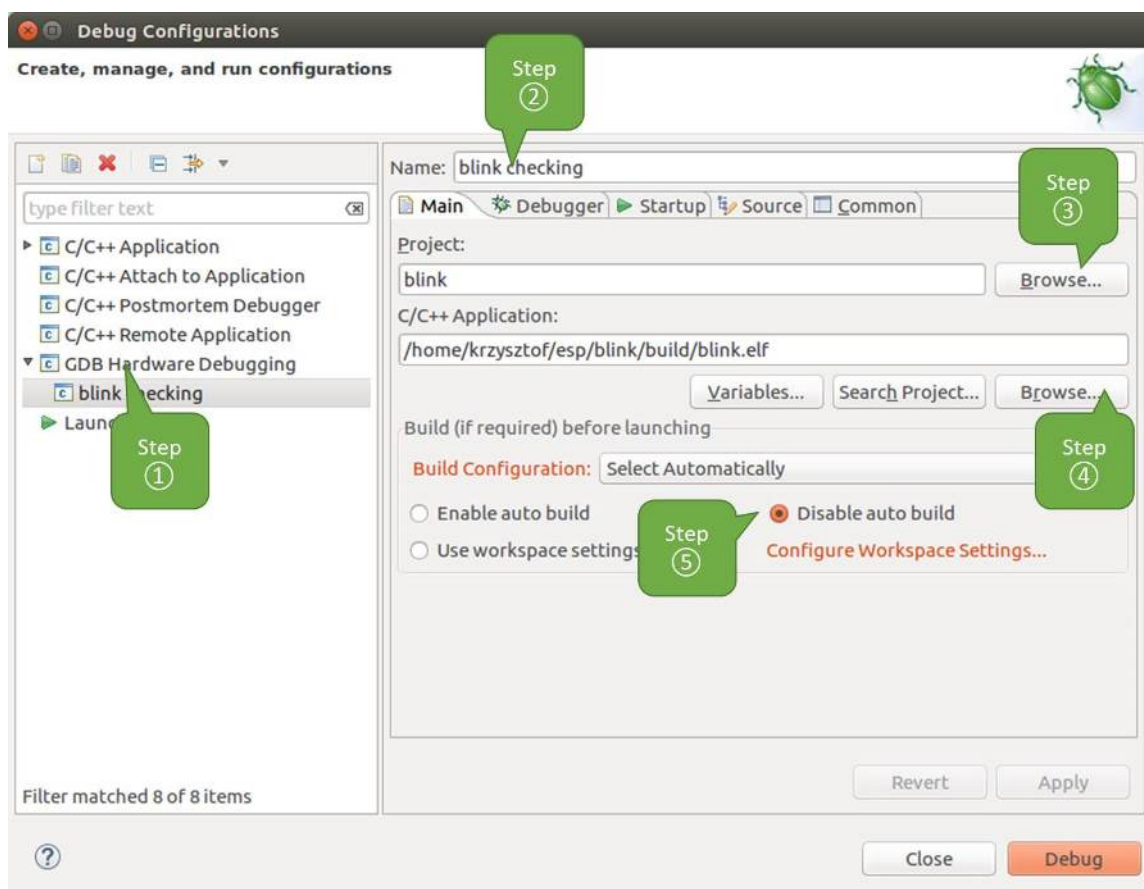 Debug Configurations
Create, manage, and run configurations
Step
②
type filter text
C/C++ Application
C/C++ Attach to Application
C/C++ Postmortem Debugger
C/C++ Remote Application
GDB Hardware Debugging
blink checking
Step
①
Filter matched 8 of 8 items
Name: blink checking
Main Debugger Startup Source Common
Step
③
Project:
blink Browse...
C/C++ Application:
/home/krzysztof/esp/blink/build/blink.elf
Variables... Search Project... Browse...
Step
④
Build (if required) before launching
Build Configuration: Select Automatically
Enable auto build Disable auto build
Step
⑤
Use workspace settings Configure Workspace Settings...
Revert Apply
Close Debug